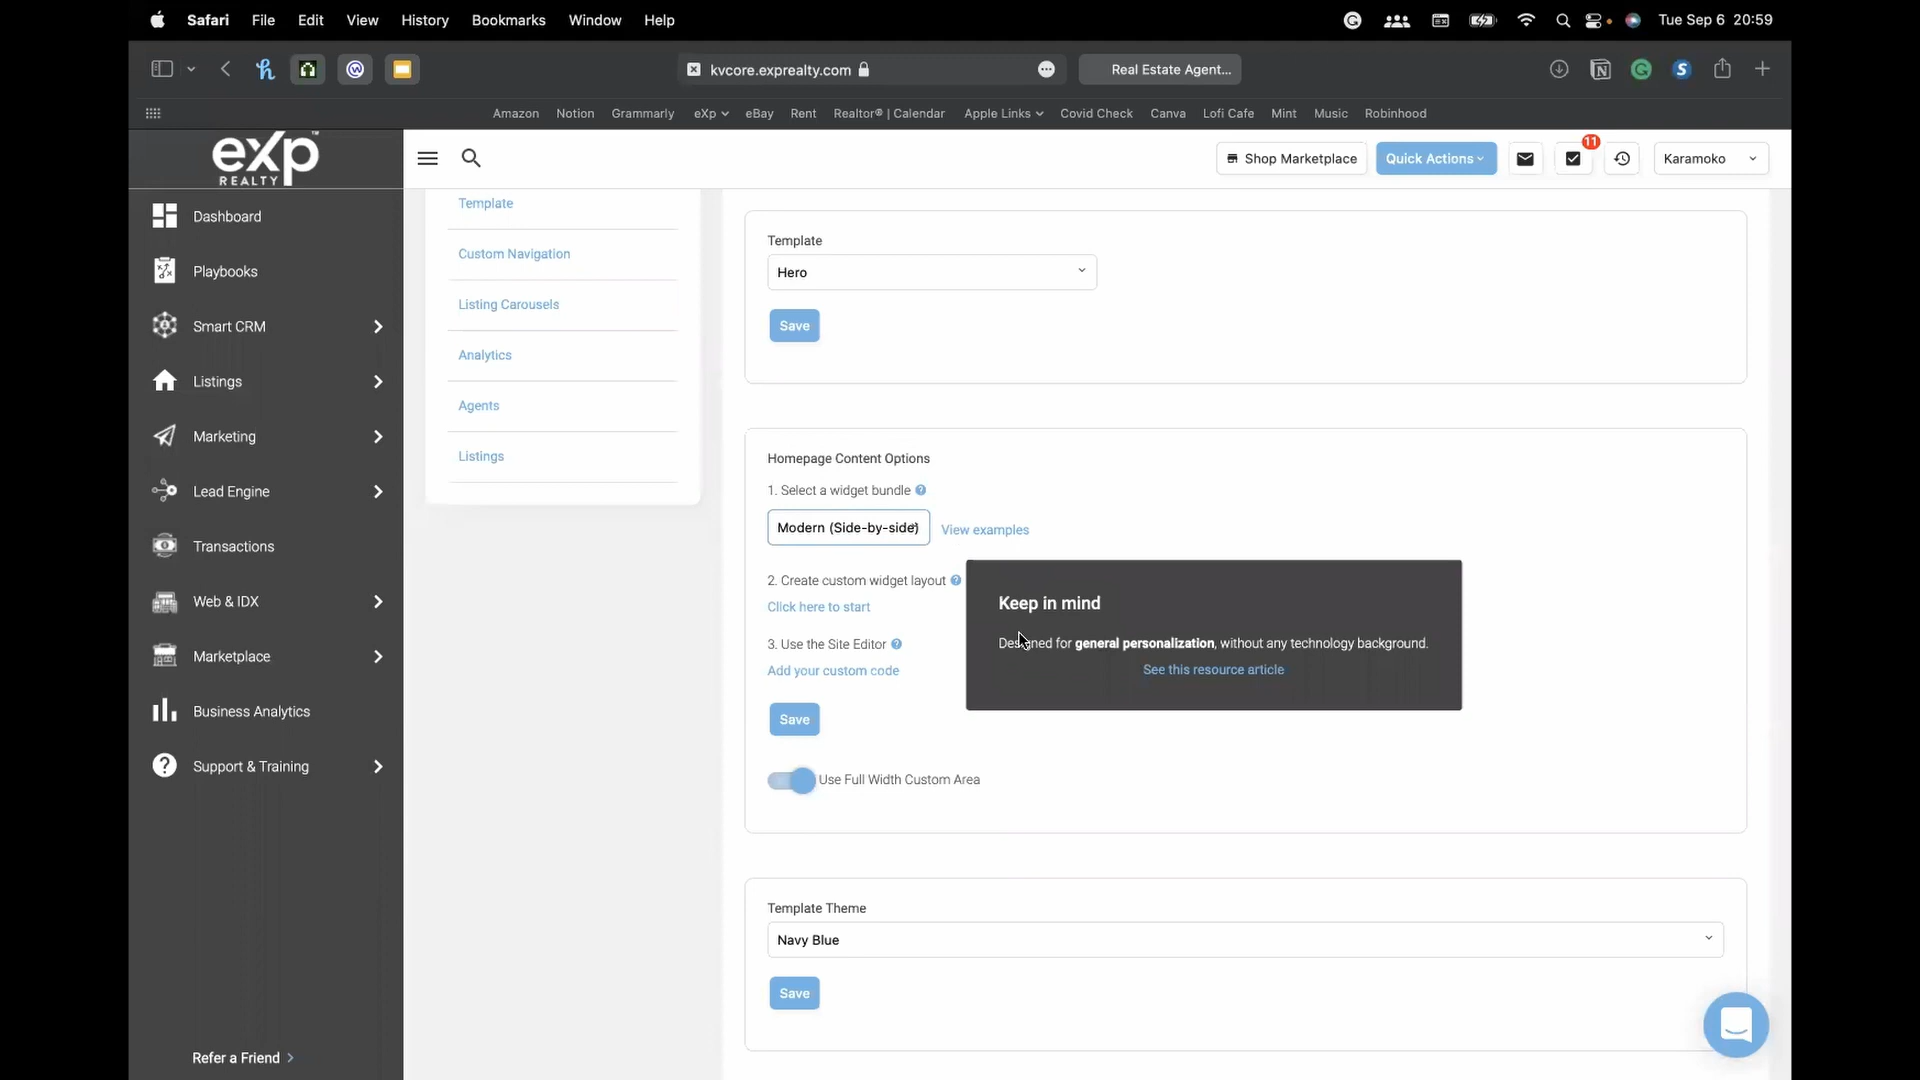 Safari File Edit View History Bookmarks Window Help Tue Sep 6 20:59
kvcore.exprealty.com Real Estate Agent...
Amazon Notion Grammarly eXp eBay Rent Realtor® | Calendar Apple Links Covid Check Canva Lofi Cafe Mint Music Robinhood
eXp
REALTY
Shop Marketplace Quick Actions 11 Karamoko
Dashboard
Playbooks
Smart CRM
Listings
Marketing
Lead Engine
Transactions
Web & IDX
Marketplace
Business Analytics
Support & Training
Refer a Friend
Template
Custom Navigation
Listing Carousels
Analytics
Agents
Listings
Template
Hero
Save
Homepage Content Options
1. Select a widget bundle ?
Modern (Side-by-side) View examples
2. Create custom widget layout ?
Click here to start
3. Use the Site Editor ?
Add your custom code
Save
Use Full Width Custom Area
Keep in mind
Designed for general personalization, without any technology background.
See this resource article
Template Theme
Navy Blue
Save